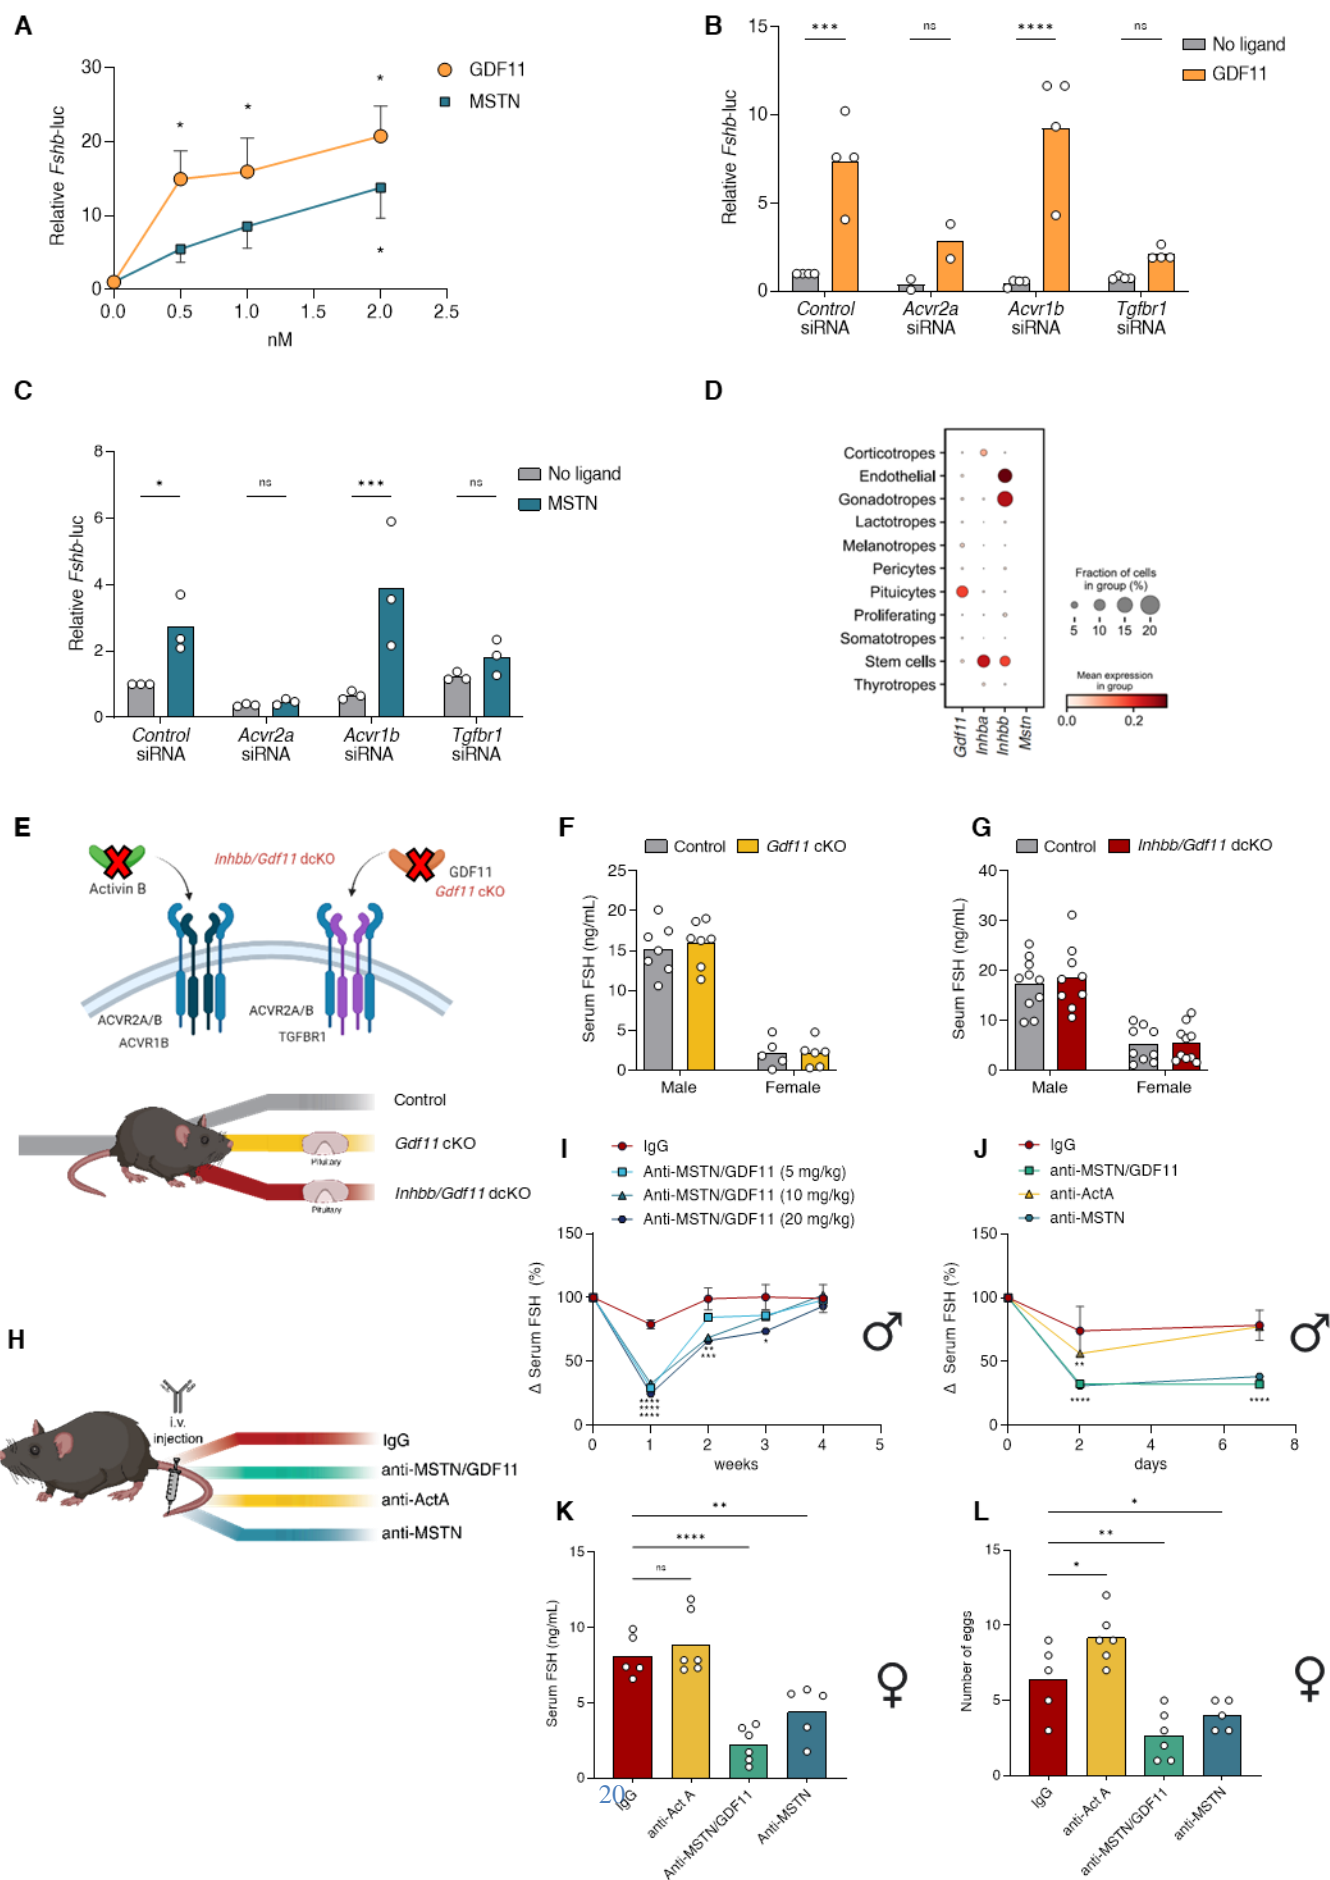 A
30
20
10
0
Relative Fshb-luc
*
*
*
*
0.0
0.5
1.0
1.5
2.0
2.5
nM
GDF11
MSTN
B
15
10
5
0
Relative Fshb-luc
***
ns
****
ns
No ligand
GDF11
Control siRNA
Acvr2a siRNA
Acvr1b siRNA
Tgfbr1 siRNA
C
8
6
4
2
0
Relative Fshb-luc
*
ns
***
ns
No ligand
MSTN
Control siRNA
Acvr2a siRNA
Acvr1b siRNA
Tgfbr1 siRNA
D
Corticotropes
Endothelial
Gonadotropes
Lactotropes
Melanotropes
Pericytes
Pituicytes
Proliferating
Somatotropes
Stem cells
Thyrotropes
Gdf11
Inhba
Inhbb
Mstn
Fraction of cells
in group (%)
5 10 15 20
Mean expression
in group
0.0 0.2
E
Activin B
Inhbb/Gdf11 dcKO
GDF11
Gdf11 cKO
ACVR2A/B
ACVR1B
ACVR2A/B
TGFBR1
Control
Gdf11 cKO
Pituitary
Inhbb/Gdf11 dcKO
Pituitary
F
Control
Gdf11 cKO
25
20
15
10
5
0
Serum FSH (ng/mL)
Male
Female
G
Control
Inhbb/Gdf11 dcKO
40
30
20
10
0
Seum FSH (ng/mL)
Male
Female
H
i.v.
injection
IgG
anti-MSTN/GDF11
anti-ActA
anti-MSTN
I
IgG
Anti-MSTN/GDF11 (5 mg/kg)
Anti-MSTN/GDF11 (10 mg/kg)
Anti-MSTN/GDF11 (20 mg/kg)
150
100
50
0
Δ Serum FSH (%)
****
****
****
**
***
*
0 1 2 3 4 5
weeks
♂
J
IgG
anti-MSTN/GDF11
anti-ActA
anti-MSTN
150
100
50
0
Δ Serum FSH (%)
**
****
****
0 2 4 6 8
days
♂
K
**
****
ns
15
10
5
0
Serum FSH (ng/mL)
IgG
anti-Act A
Anti-MSTN/GDF11
Anti-MSTN
♀
20
L
*
**
*
15
10
5
0
Number of eggs
IgG
anti-Act A
anti-MSTN/GDF11
anti-MSTN
♀